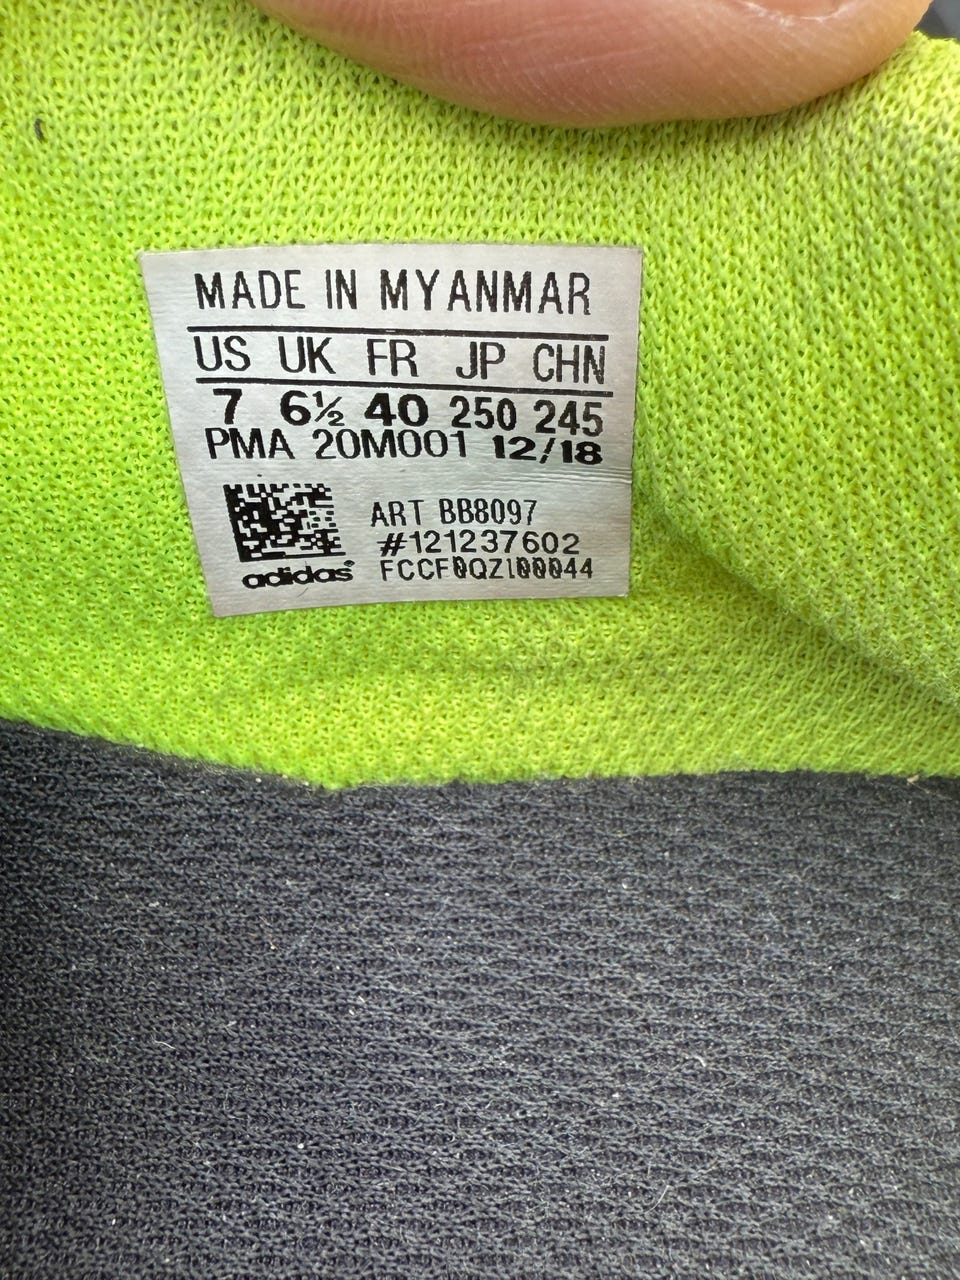 MADE IN MYANMAR
US UK FR JP CHN
7 6½ 40 250 245
PMA 20M001 12/18
ART BB8097
#121237602
adidas® FCCF0QZ100044